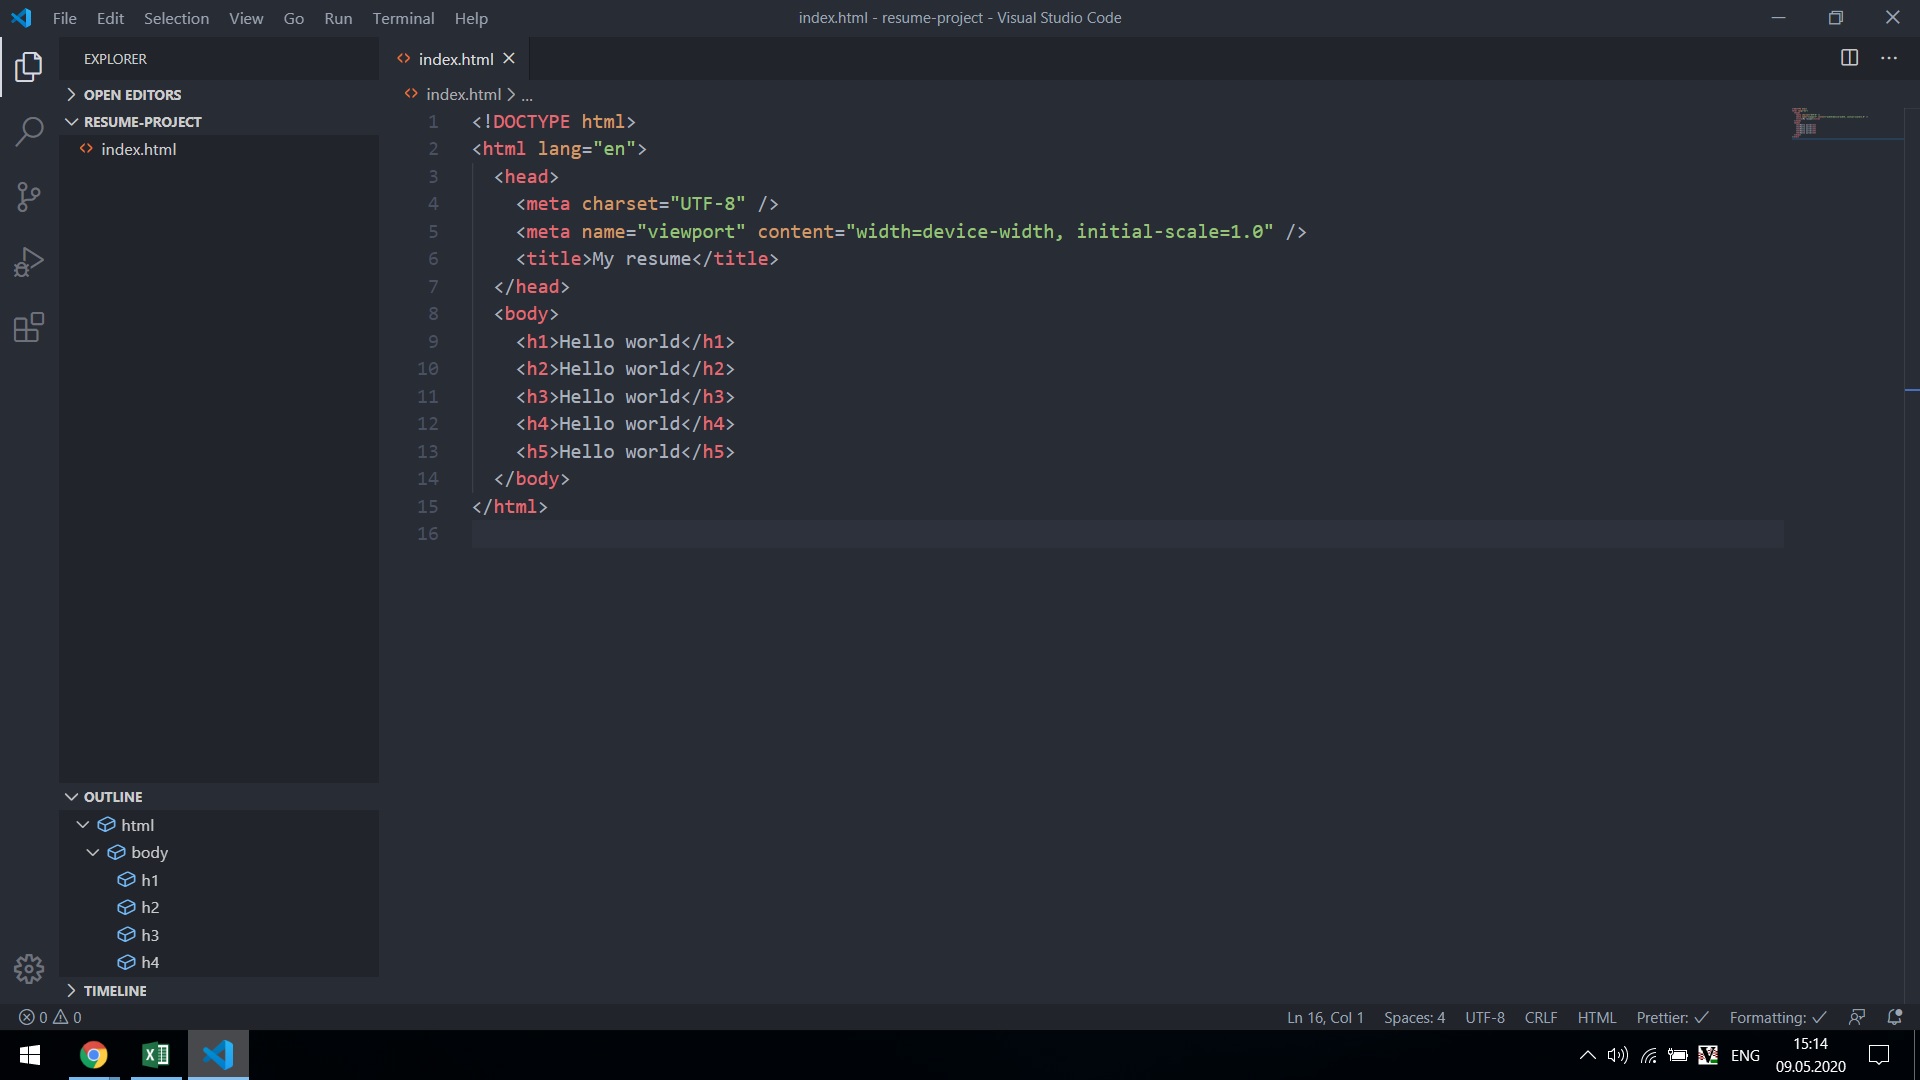 File Edit Selection View Go Run Terminal Help
index.html - resume-project - Visual Studio Code
EXPLORER
OPEN EDITORS
RESUME-PROJECT
index.html
index.html
index.html > ...
1 <!DOCTYPE html>
2 <html lang="en">
3 <head>
4 <meta charset="UTF-8" />
5 <meta name="viewport" content="width=device-width, initial-scale=1.0" />
6 <title>My resume</title>
7 </head>
8 <body>
9 <h1>Hello world</h1>
10 <h2>Hello world</h2>
11 <h3>Hello world</h3>
12 <h4>Hello world</h4>
13 <h5>Hello world</h5>
14 </body>
15 </html>
16
OUTLINE
html
body
h1
h2
h3
h4
TIMELINE
0 0
Ln 16, Col 1 Spaces: 4 UTF-8 CRLF HTML Prettier: ✓ Formatting: ✓
ENG
15:14
09.05.2020